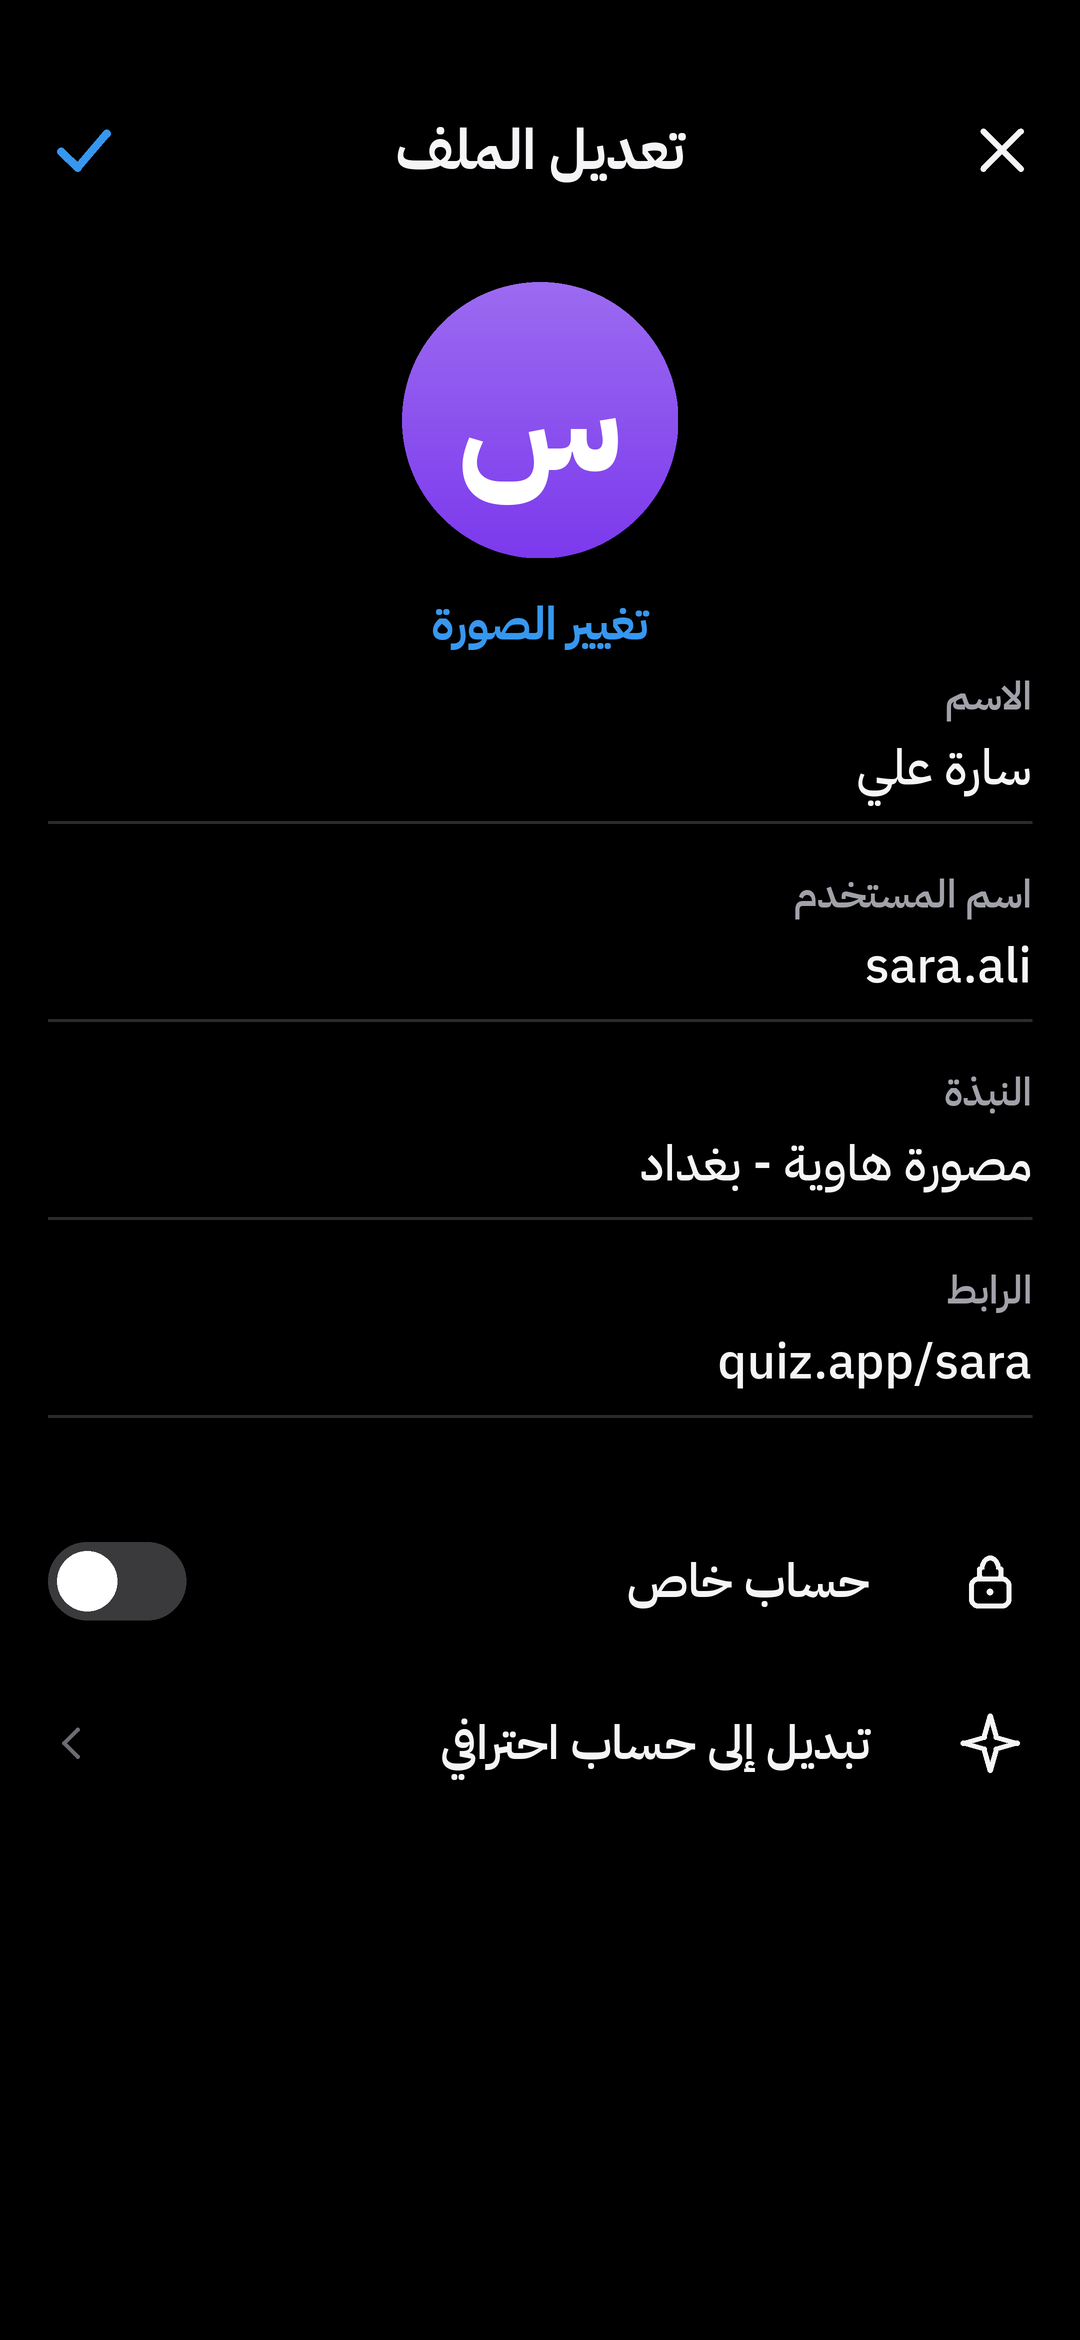 تعديل الملف
س
تغيير الصورة
الاسم
سارة علي
اسم المستخدم
sara.ali
النبذة
مصورة هاوية - بغداد
الرابط
quiz.app/sara
حساب خاص
تبديل إلى حساب احترافي